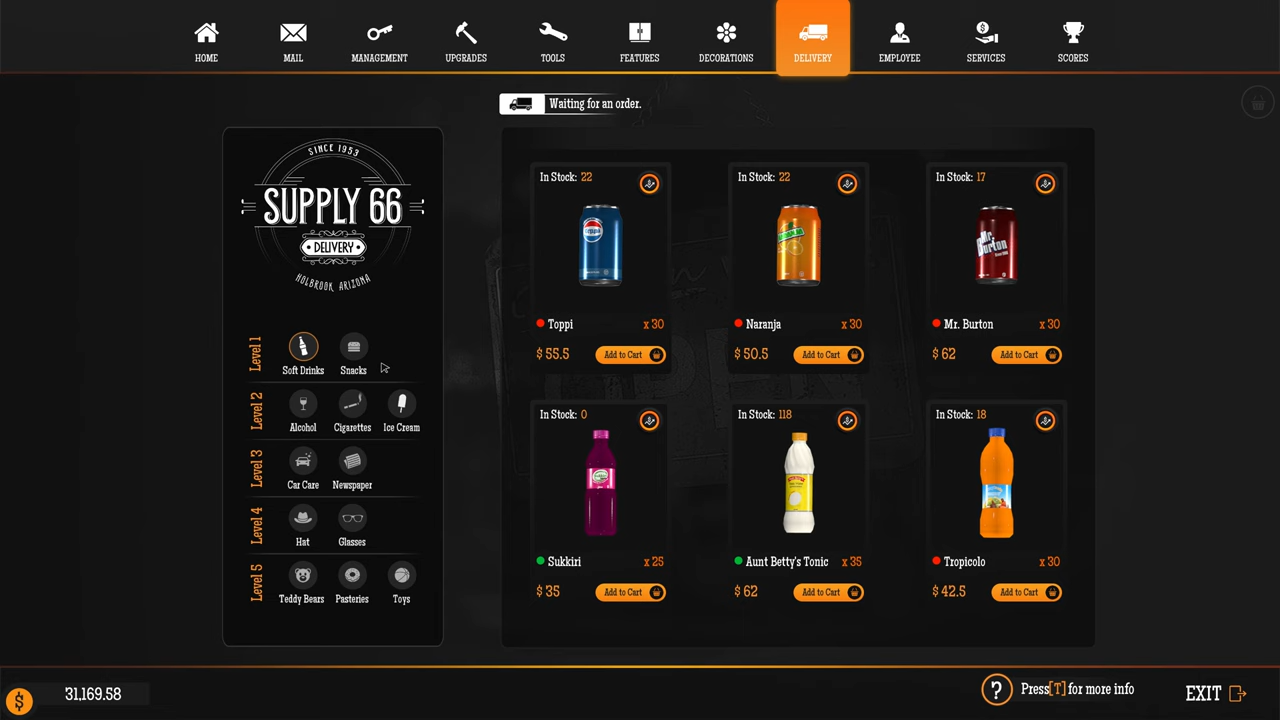 HOME
MAIL
MANAGEMENT
UPGRADES
TOOLS
FEATURES
DECORATIONS
DELIVERY
EMPLOYEE
SERVICES
SCORES
Waiting for an order.
SINCE 1953
SUPPLY 66
DELIVERY
HOLBROOK, ARIZONA
Level 1
Soft Drinks
Snacks
Level 2
Alcohol
Cigarettes
Ice Cream
Level 3
Car Care
Newspaper
Level 4
Hat
Glasses
Level 5
Teddy Bears
Pasteries
Toys
In Stock: 22
Toppi x 30
$ 55.5 Add to Cart
In Stock: 22
Naranja x 30
$ 50.5 Add to Cart
In Stock: 17
Mr. Burton
Mr. Burton x 30
$ 62 Add to Cart
In Stock: 0
Sukkiri x 25
$ 35 Add to Cart
In Stock: 118
Aunt Betty's Tonic x 35
$ 62 Add to Cart
In Stock: 18
Tropicolo x 30
$ 42.5 Add to Cart
$ 31,169.58
? Press[T] for more info
EXIT